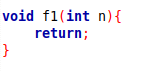 void f1(int n){
    return;
}